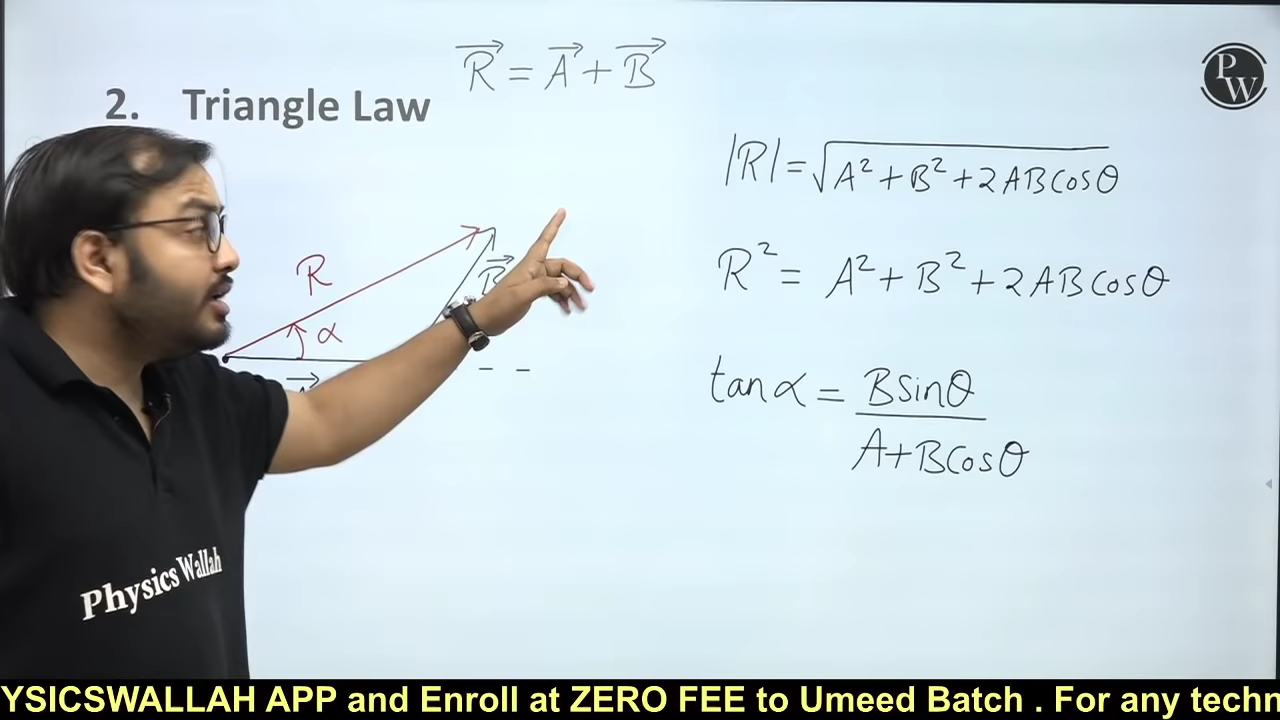 R⃗ = A⃗ + B⃗
2. Triangle Law
PW
|R| = √(A² + B² + 2ABCosθ)
R² = A² + B² + 2ABCosθ
R
B⃗
α
tanα = Bsinθ / A+BCosθ
Physics Wallah
YSICSWALLAH APP and Enroll at ZERO FEE to Umeed Batch . For any techn